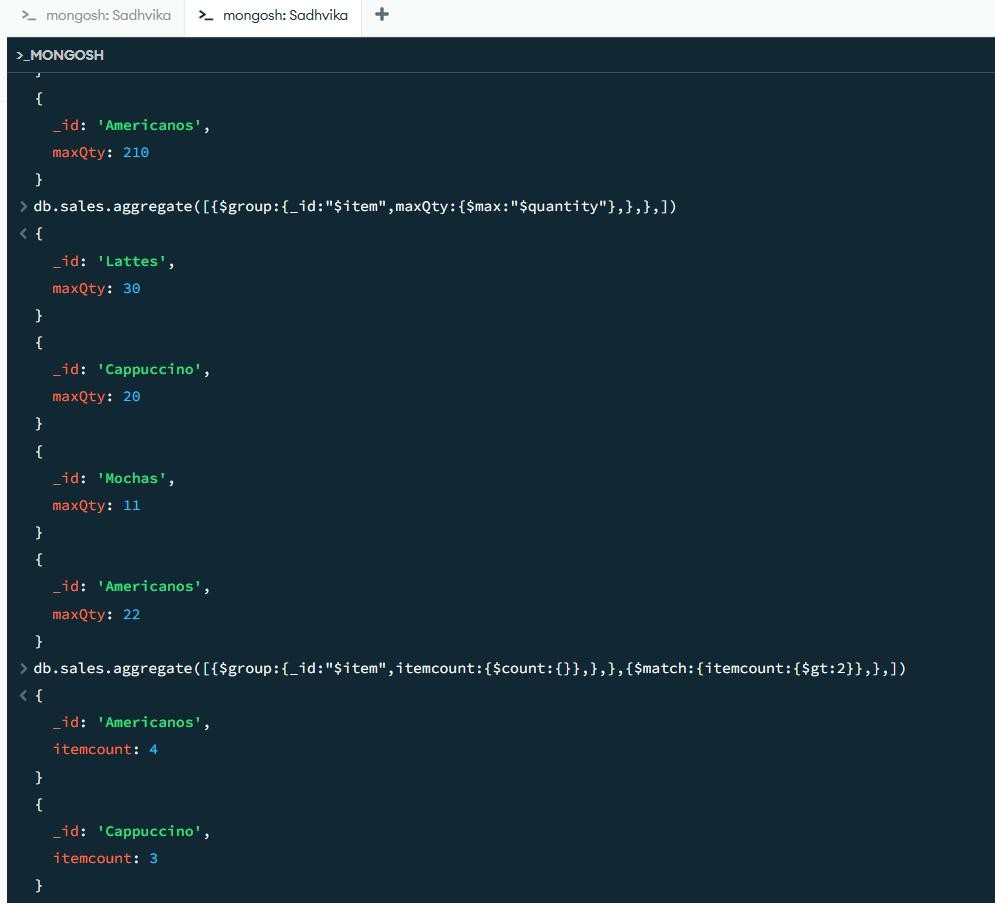 >_ mongosh: Sadhvika >_ mongosh: Sadhvika +
>_MONGOSH
}
{
_id: 'Americanos',
maxQty: 210
}
> db.sales.aggregate([{$group:{_id:"$item",maxQty:{$max:"$quantity"},},},])
< {
_id: 'Lattes',
maxQty: 30
}
{
_id: 'Cappuccino',
maxQty: 20
}
{
_id: 'Mochas',
maxQty: 11
}
{
_id: 'Americanos',
maxQty: 22
}
> db.sales.aggregate([{$group:{_id:"$item",itemcount:{$count:{}},},},{$match:{itemcount:{$gt:2}},},])
< {
_id: 'Americanos',
itemcount: 4
}
{
_id: 'Cappuccino',
itemcount: 3
}